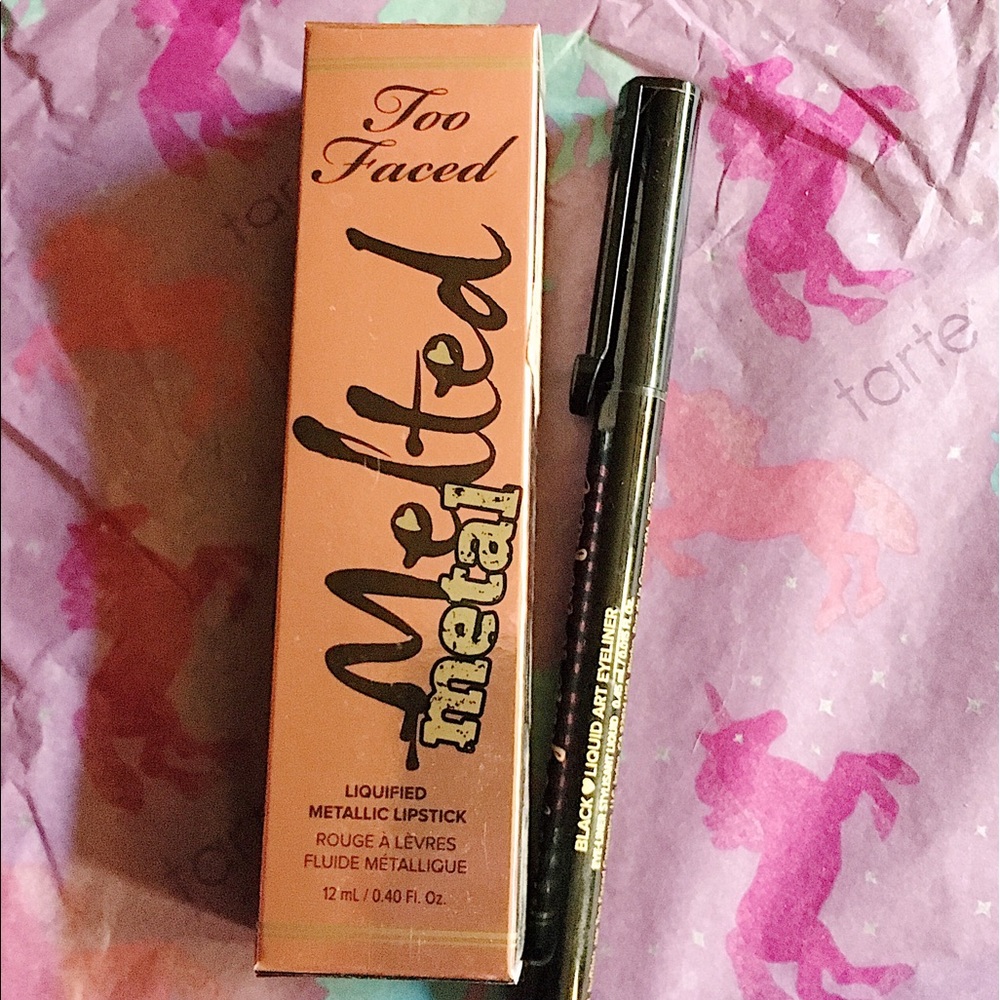 Too
Faced
Melted
metal
LIQUIFIED
METALLIC LIPSTICK
ROUGE À LÈVRES
FLUIDE MÉTALLIQUE
12 mL / 0.40 Fl. Oz.
BLACK ♥ LIQUID ART EYELINER
tarte
tar